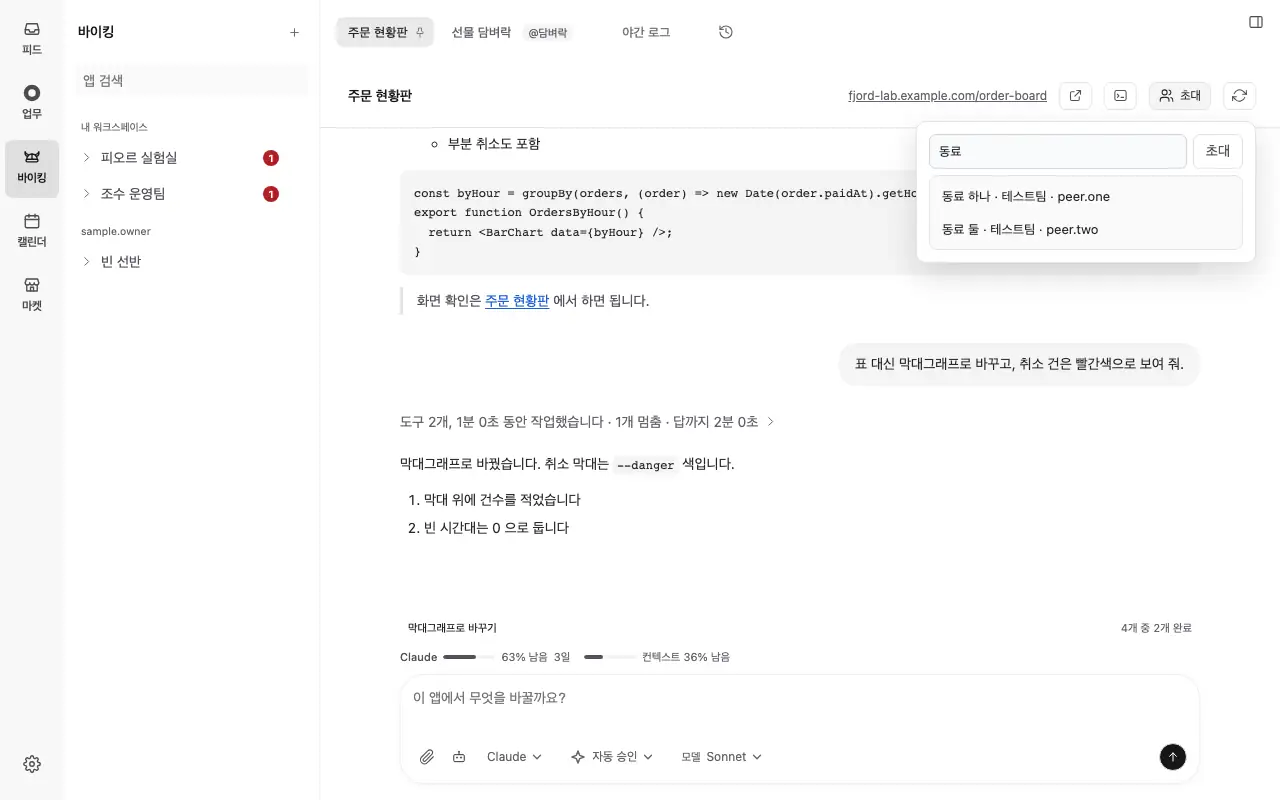 피드
업무
바이킹
캘린더
마켓
바이킹
앱 검색
내 워크스페이스
피오르 실험실 1
조수 운영팀 1
sample.owner
빈 선반
주문 현황판 선물 담벼락 @담벼락 야간 로그
주문 현황판 fjord-lab.example.com/order-board 초대
동료 초대
동료 하나 · 테스트팀 · peer.one
동료 둘 · 테스트팀 · peer.two
부분 취소도 포함
const byHour = groupBy(orders, (order) => new Date(order.paidAt).getHo
export function OrdersByHour() {
return <BarChart data={byHour} />;
}
화면 확인은 주문 현황판 에서 하면 됩니다.
표 대신 막대그래프로 바꾸고, 취소 건은 빨간색으로 보여 줘.
도구 2개, 1분 0초 동안 작업했습니다 · 1개 멈춤 · 답까지 2분 0초
막대그래프로 바꿨습니다. 취소 막대는 --danger 색입니다.
1. 막대 위에 건수를 적었습니다
2. 빈 시간대는 0 으로 둡니다
막대그래프로 바꾸기 4개 중 2개 완료
Claude 63% 남음 3일 컨텍스트 36% 남음
이 앱에서 무엇을 바꿀까요?
Claude 자동 승인 모델 Sonnet